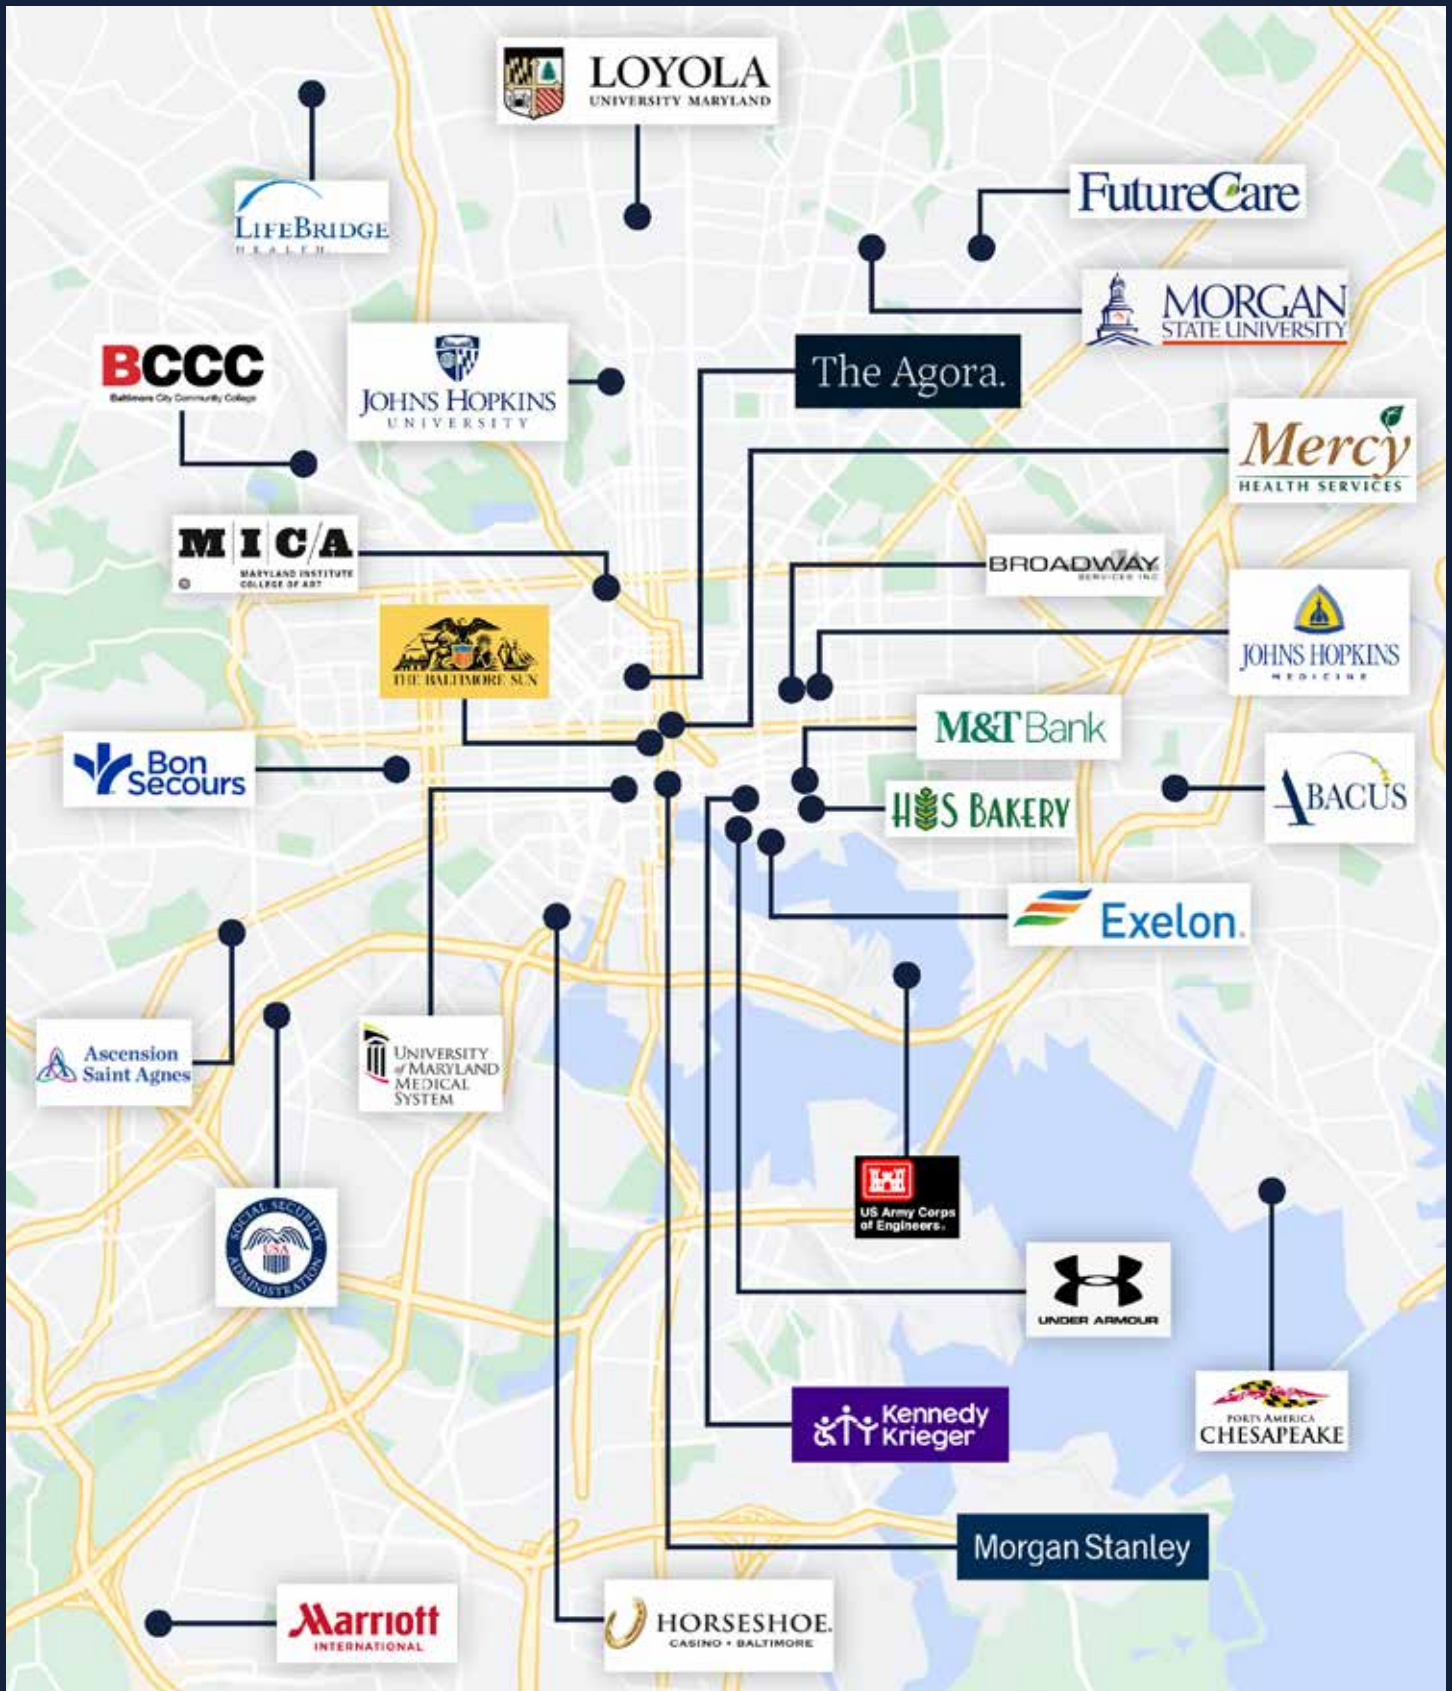 LOYOLA
UNIVERSITY MARYLAND
FutureCare
LIFEBRIDGE
HEALTH
MORGAN
STATE UNIVERSITY
BCCC
Baltimore City Community College
JOHNS HOPKINS
UNIVERSITY
The Agora.
Mercy
HEALTH SERVICES
MICA
MARYLAND INSTITUTE
COLLEGE OF ART
BROADWAY
SERVICES INC
JOHNS HOPKINS
MEDICINE
THE BALTIMORE SUN
M&T Bank
Bon
Secours
H&S BAKERY
ABACUS
Exelon.
Ascension
Saint Agnes
UNIVERSITY
of MARYLAND
MEDICAL
SYSTEM
US Army Corps
of Engineers®
SOCIAL SECURITY
USA
ADMINISTRATION
UNDER ARMOUR
Kennedy
Krieger
PORTS AMERICA
CHESAPEAKE
Morgan Stanley
Marriott
INTERNATIONAL
HORSESHOE.
CASINO • BALTIMORE